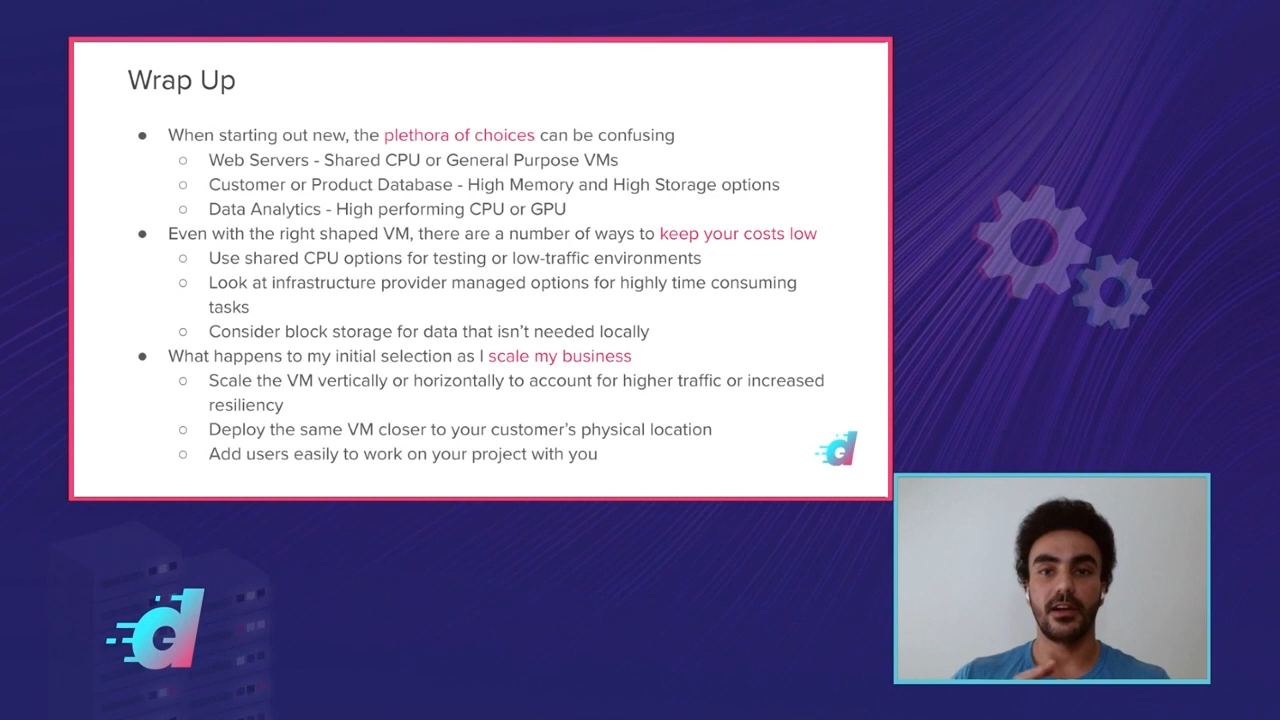 Wrap Up
● When starting out new, the plethora of choices can be confusing
○ Web Servers - Shared CPU or General Purpose VMs
○ Customer or Product Database - High Memory and High Storage options
○ Data Analytics - High performing CPU or GPU
● Even with the right shaped VM, there are a number of ways to keep your costs low
○ Use shared CPU options for testing or low-traffic environments
○ Look at infrastructure provider managed options for highly time consuming
tasks
○ Consider block storage for data that isn’t needed locally
● What happens to my initial selection as I scale my business
○ Scale the VM vertically or horizontally to account for higher traffic or increased
resiliency
○ Deploy the same VM closer to your customer’s physical location
○ Add users easily to work on your project with you
d
d